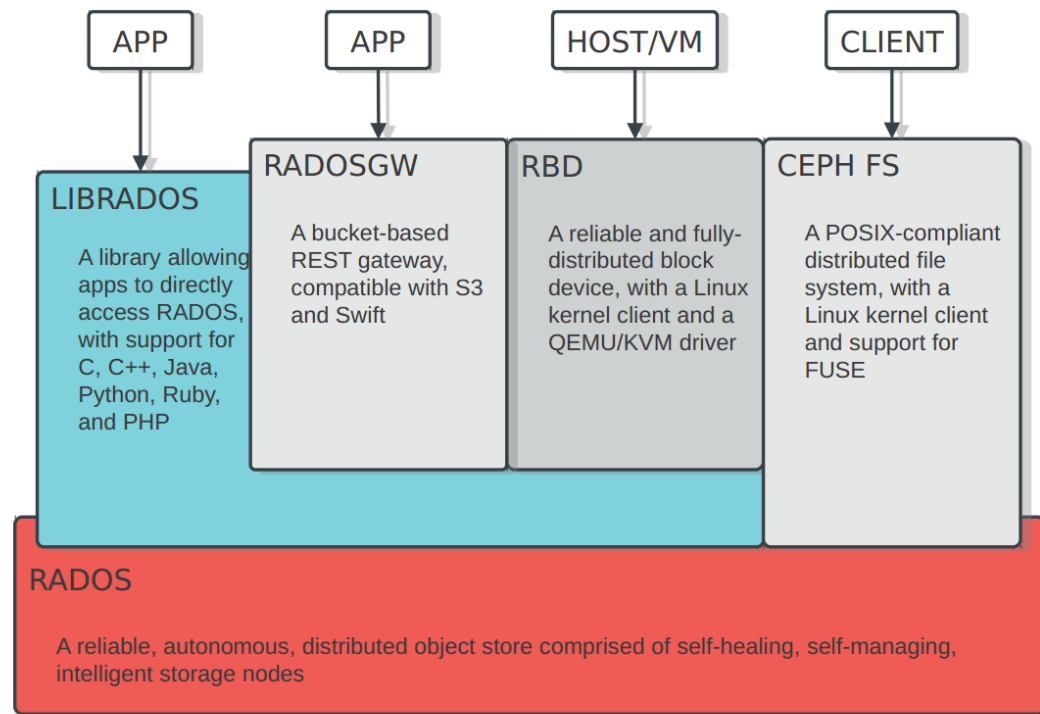 APP
APP
HOST/VM
CLIENT
LIBRADOS
A library allowing
apps to directly
access RADOS,
with support for
C, C++, Java,
Python, Ruby,
and PHP
RADOSGW
A bucket-based
REST gateway,
compatible with S3
and Swift
RBD
A reliable and fully-
distributed block
device, with a Linux
kernel client and a
QEMU/KVM driver
CEPH FS
A POSIX-compliant
distributed file
system, with a
Linux kernel client
and support for
FUSE
RADOS
A reliable, autonomous, distributed object store comprised of self-healing, self-managing,
intelligent storage nodes